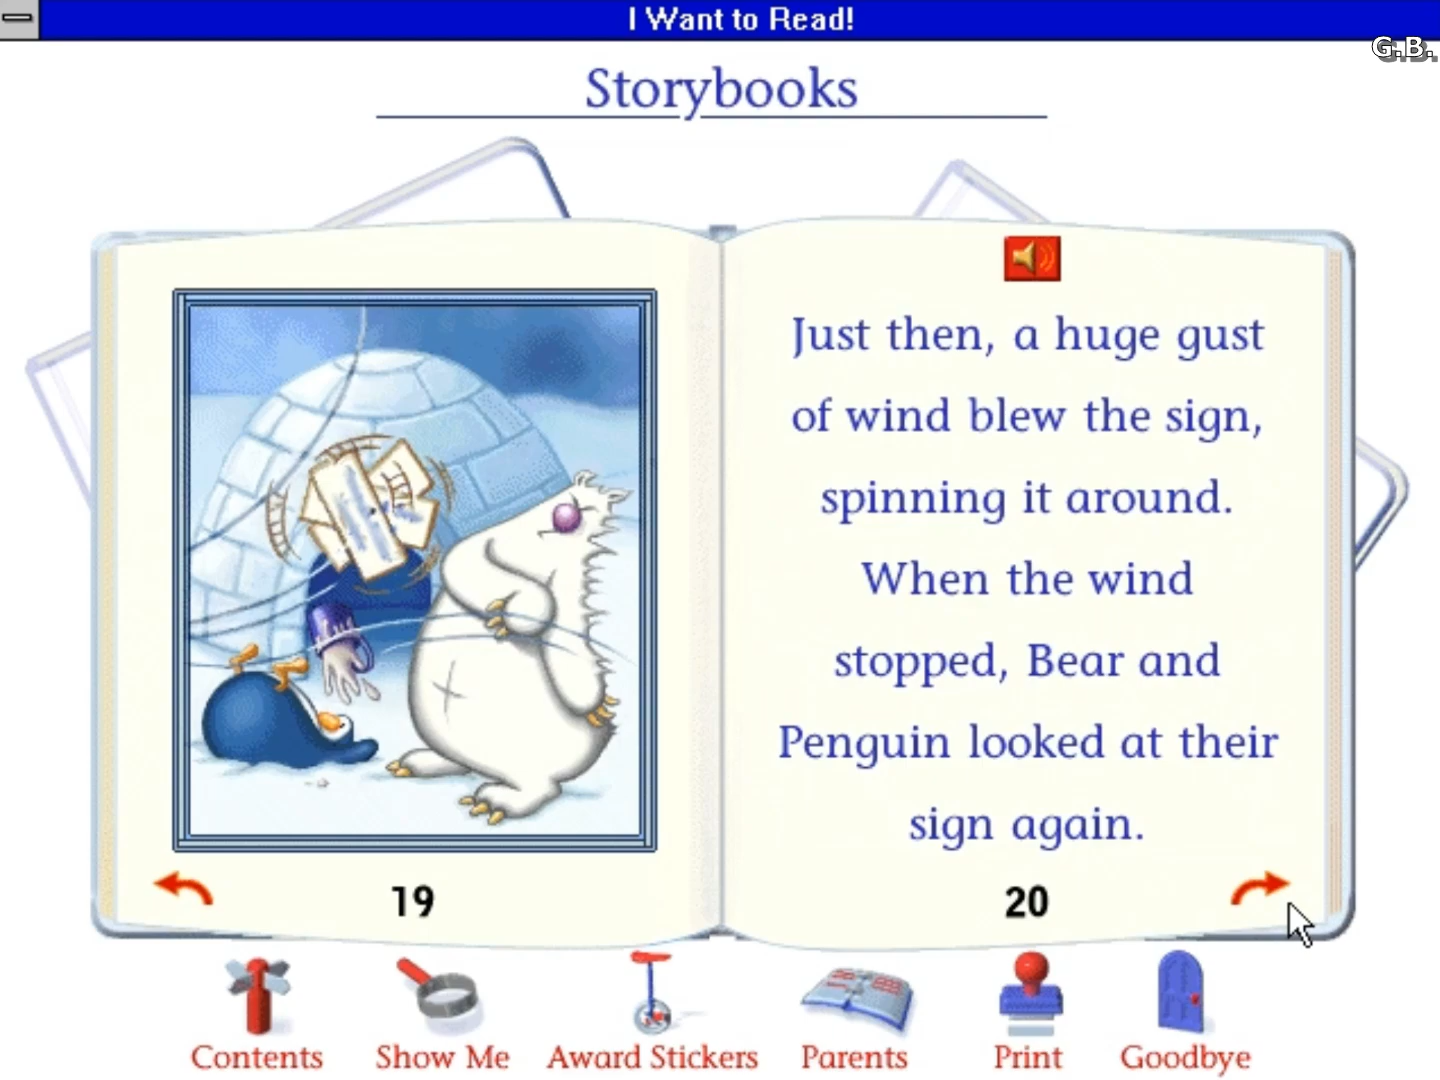 I Want to Read!
G.B.
Storybooks
Just then, a huge gust
of wind blew the sign,
spinning it around.
When the wind
stopped, Bear and
Penguin looked at their
sign again.
19
20
Contents
Show Me
Award Stickers
Parents
Print
Goodbye